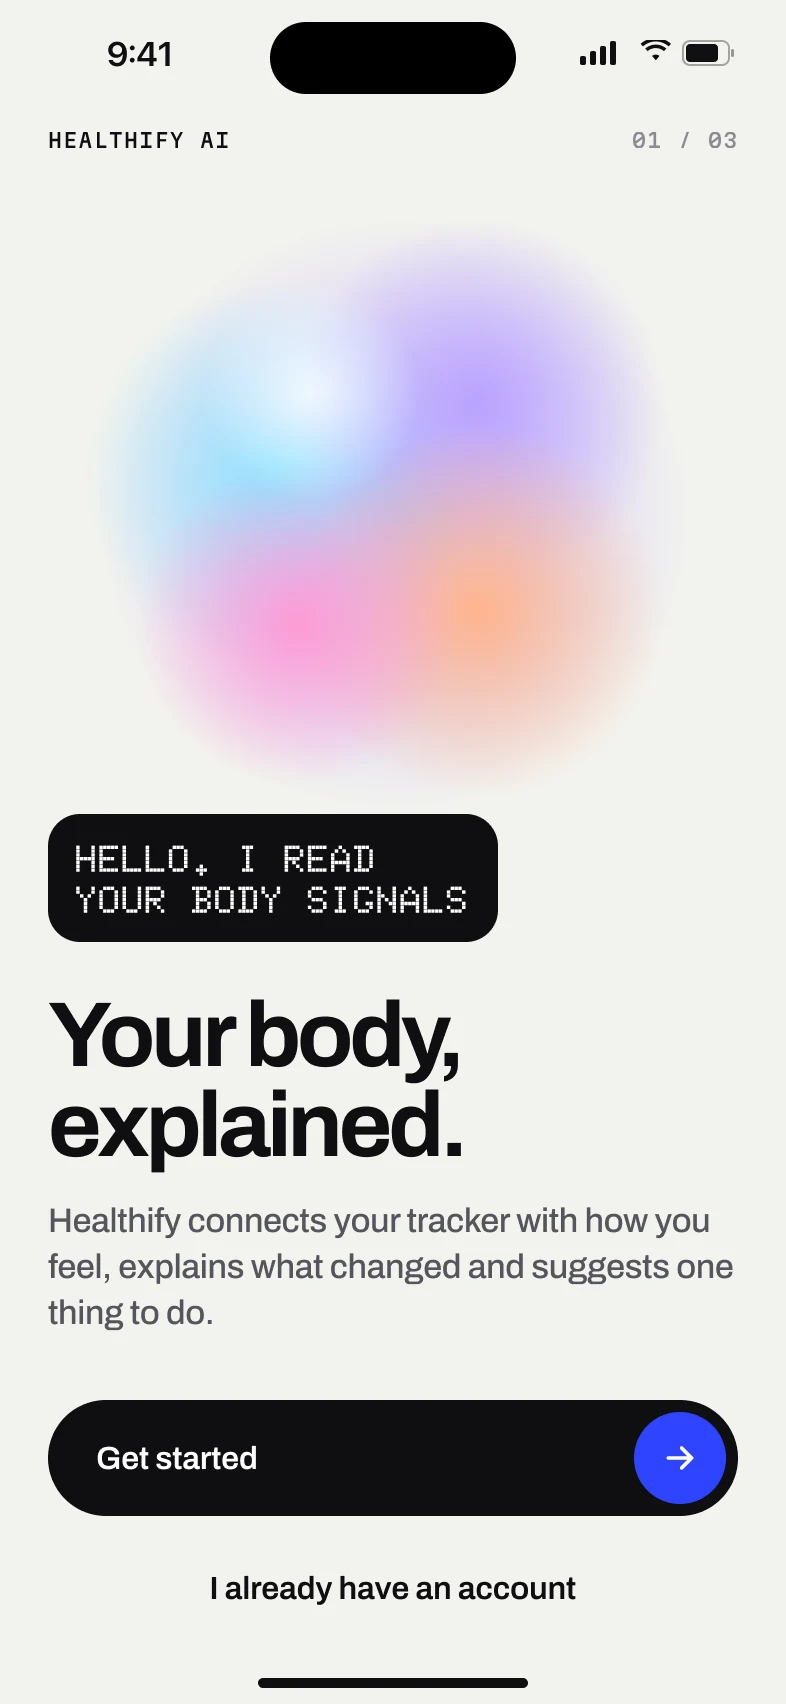 9:41
HEALTHIFY AI
01 / 03
HELLO, I READ
YOUR BODY SIGNALS
Your body,
explained.
Healthify connects your tracker with how you
feel, explains what changed and suggests one
thing to do.
Get started
I already have an account